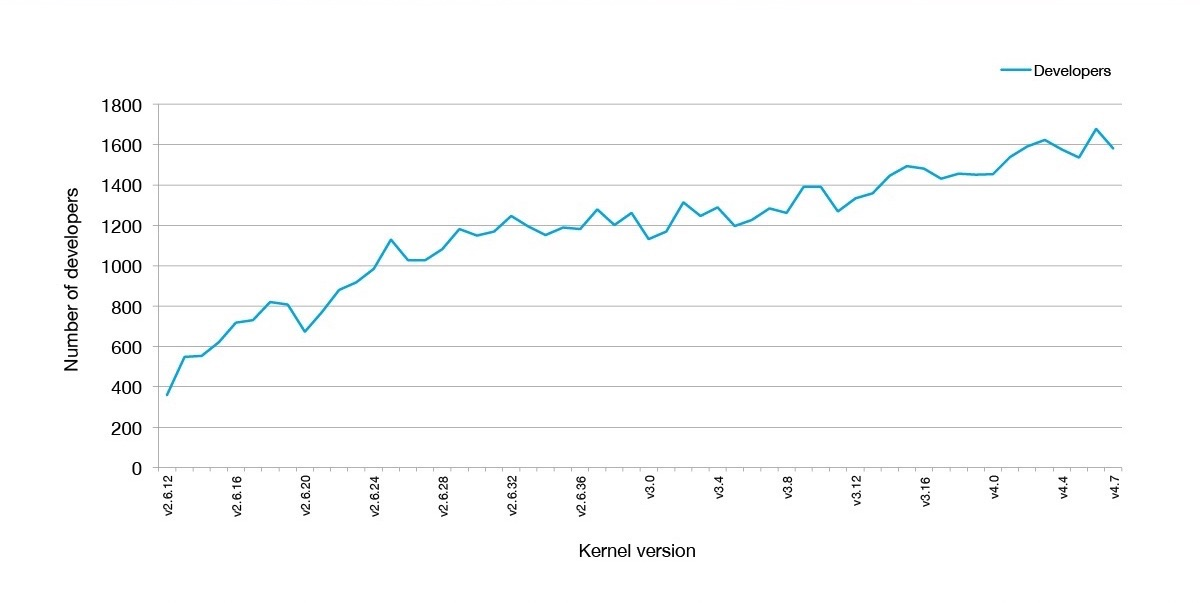 Developers
1800
1600
1400
1200
1000
800
600
400
200
0
Number of developers
v2.6.12
v2.6.16
v2.6.20
v2.6.24
v2.6.28
v2.6.32
v2.6.36
v3.0
v3.4
v3.8
v3.12
v3.16
v4.0
v4.4
v4.7
Kernel version